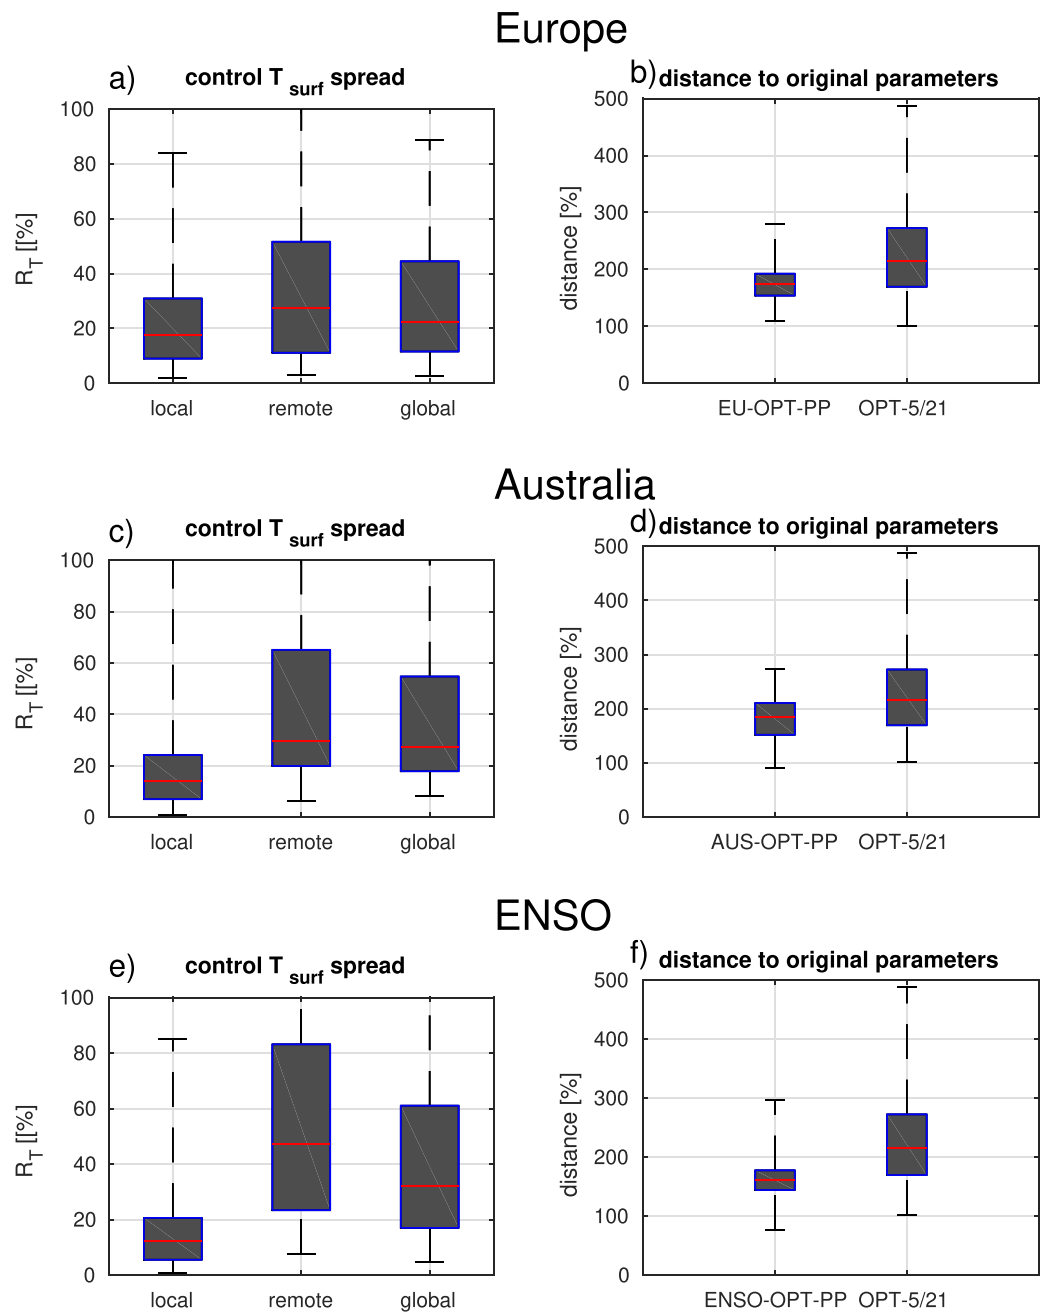 Europe
a) control T surf spread
100
80
60
40
20
0
R T [[%]
local remote global
b) distance to original parameters
500
400
300
200
100
0
distance [%]
EU-OPT-PP OPT-5/21
Australia
c) control T surf spread
100
80
60
40
20
0
R T [[%]
local remote global
d) distance to original parameters
500
400
300
200
100
0
distance [%]
AUS-OPT-PP OPT-5/21
ENSO
e) control T surf spread
100
80
60
40
20
0
R T [[%]
local remote global
f) distance to original parameters
500
400
300
200
100
0
distance [%]
ENSO-OPT-PP OPT-5/21